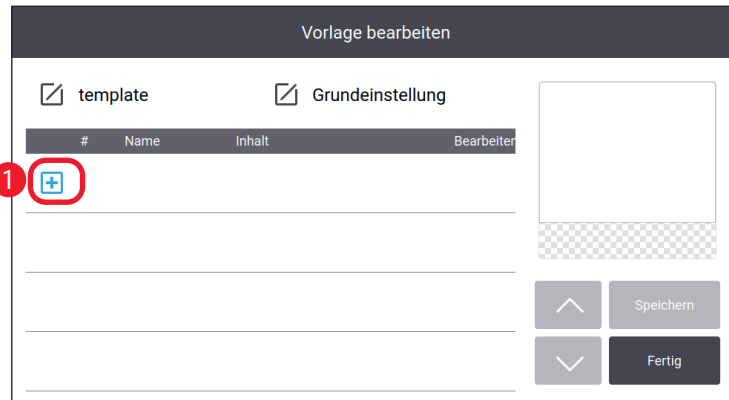 Vorlage bearbeiten
template Grundeinstellung
# Name Inhalt Bearbeiten
1
Speichern
Fertig